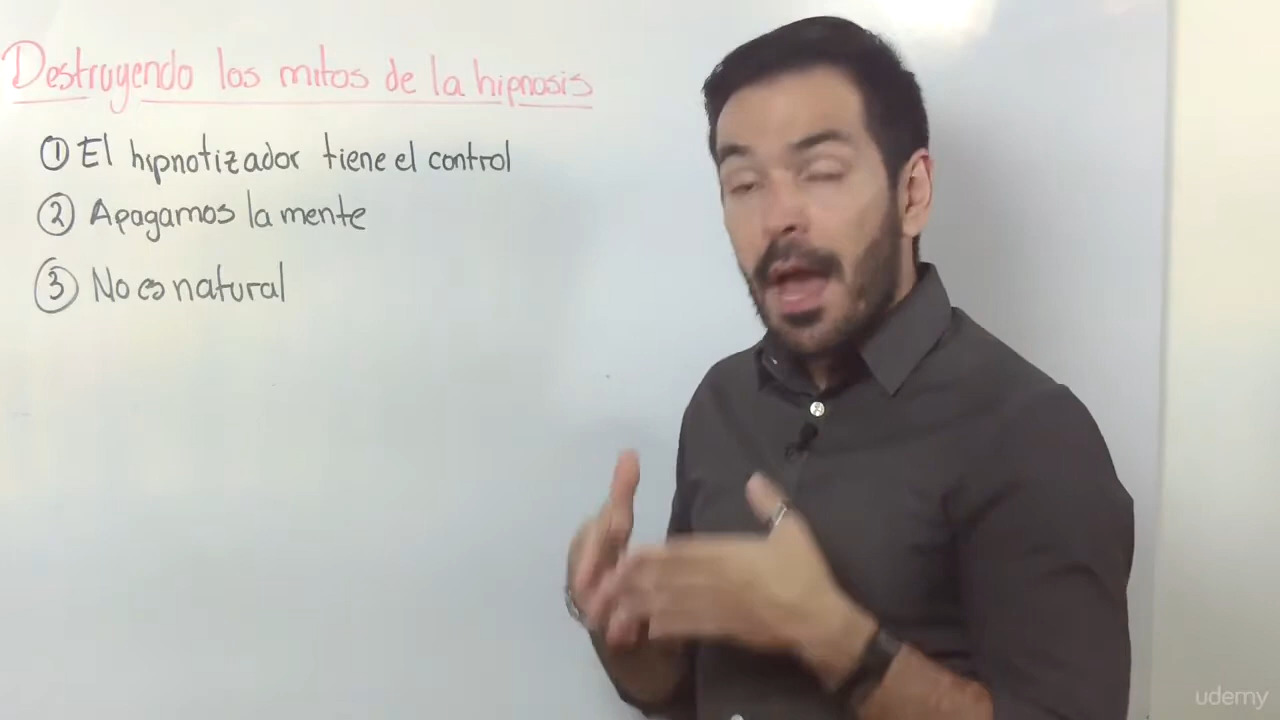 Destruyendo los mitos de la hipnosis
① El hipnotizador tiene el control
② Apagamos la mente
③ No es natural
udemy